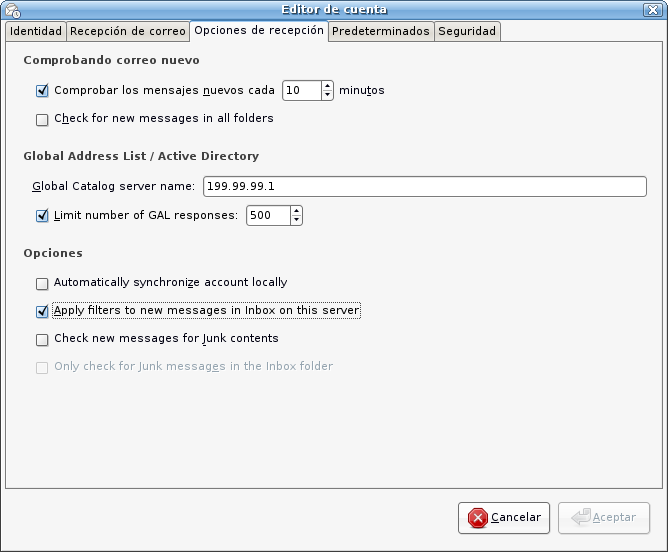 Editor de cuenta
Identidad Recepción de correo Opciones de recepción Predeterminados Seguridad
Comprobando correo nuevo
Comprobar los mensajes nuevos cada 10 minutos
Check for new messages in all folders
Global Address List / Active Directory
Global Catalog server name: 199.99.99.1
Limit number of GAL responses: 500
Opciones
Automatically synchronize account locally
Apply filters to new messages in Inbox on this server
Check new messages for Junk contents
Only check for Junk messages in the Inbox folder
Cancelar Aceptar